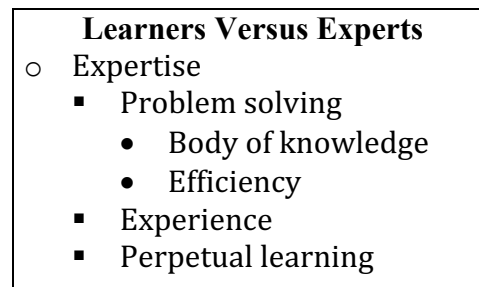 Learners Versus Experts
o Expertise
▪ Problem solving
• Body of knowledge
• Efficiency
▪ Experience
▪ Perpetual learning